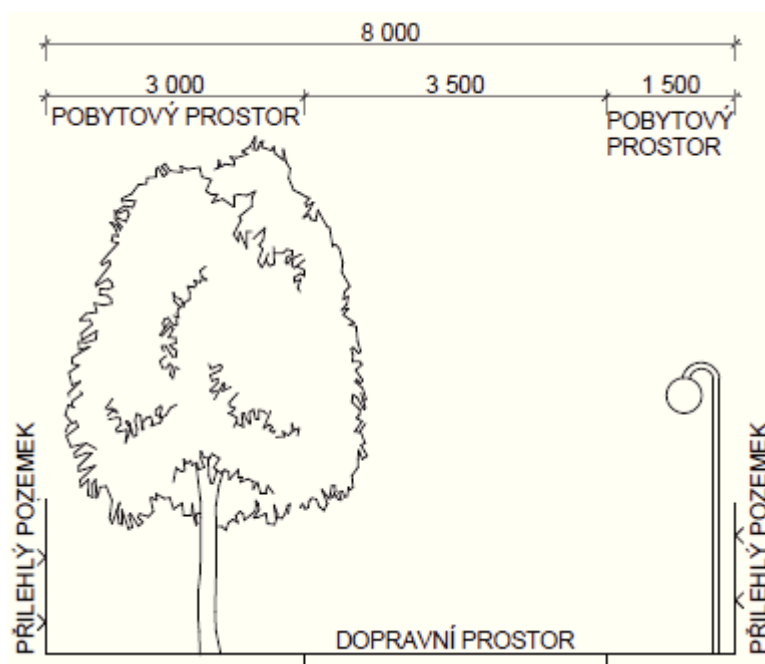 8 000
3 000
3 500
1 500
POBYTOVÝ PROSTOR
POBYTOVÝ
PROSTOR
PŘILEHLÝ POZEMEK
PŘILEHLÝ POZEMEK
DOPRAVNÍ PROSTOR